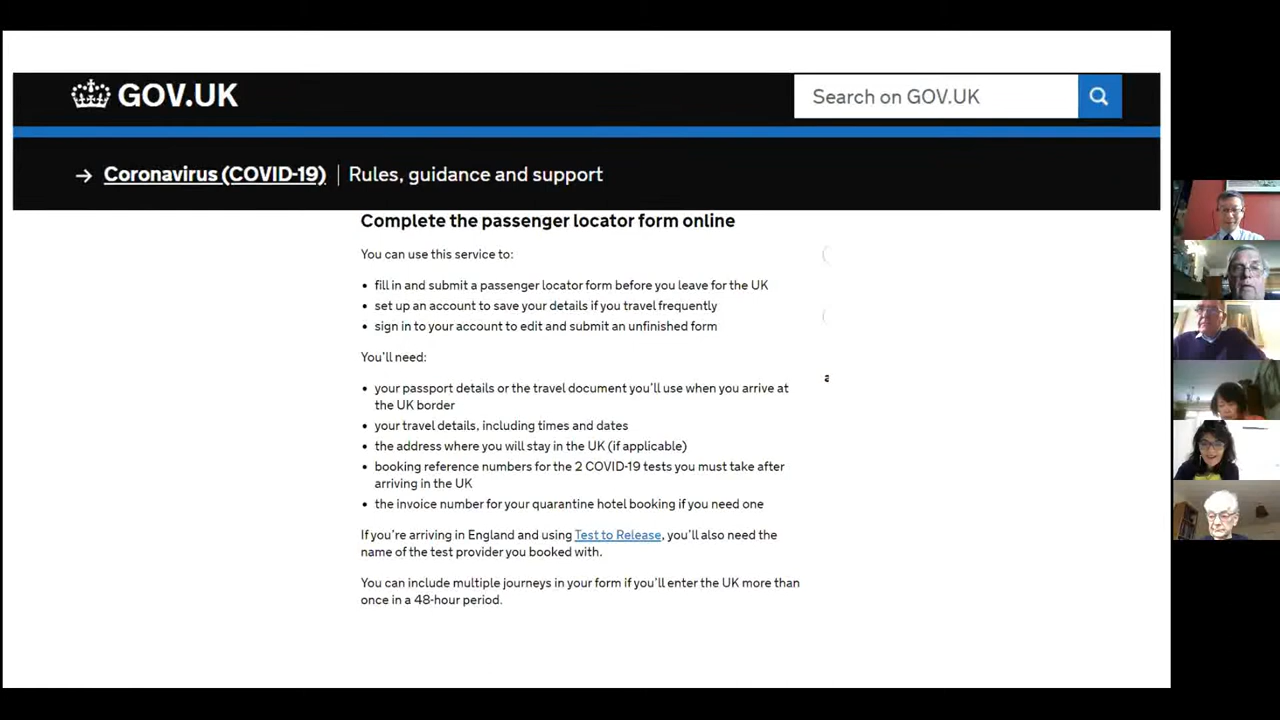 GOV.UK
Search on GOV.UK
→ Coronavirus (COVID-19) | Rules, guidance and support
Complete the passenger locator form online
You can use this service to:
• fill in and submit a passenger locator form before you leave for the UK
• set up an account to save your details if you travel frequently
• sign in to your account to edit and submit an unfinished form
You'll need:
• your passport details or the travel document you'll use when you arrive at
the UK border
• your travel details, including times and dates
• the address where you will stay in the UK (if applicable)
• booking reference numbers for the 2 COVID-19 tests you must take after
arriving in the UK
• the invoice number for your quarantine hotel booking if you need one
If you're arriving in England and using Test to Release, you'll also need the
name of the test provider you booked with.
You can include multiple journeys in your form if you'll enter the UK more than
once in a 48-hour period.